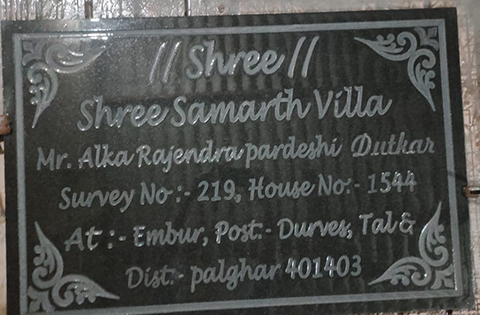 // Shree //
Shree Samarth Villa
Mr. Alka Rajendra pardeshi Dutkar
Survey No :- 219, House No:- 1544
At :- Embur, Post:- Durves, Tal &
Dist:- palghar 401403